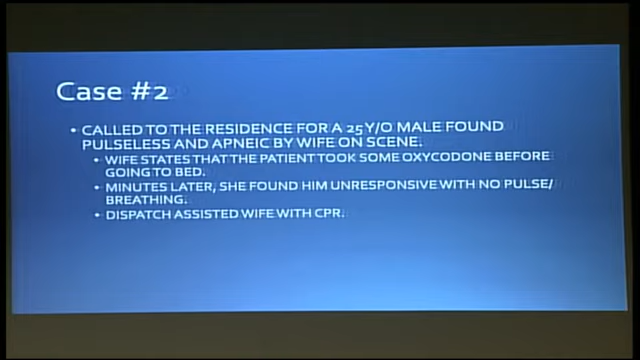 Case #2
• CALLED TO THE RESIDENCE FOR A 25Y/O MALE FOUND
PULSELESS AND APNEIC BY WIFE ON SCENE.
• WIFE STATES THAT THE PATIENT TOOK SOME OXYCODONE BEFORE
GOING TO BED.
• MINUTES LATER, SHE FOUND HIM UNRESPONSIVE WITH NO PULSE/
BREATHING.
• DISPATCH ASSISTED WIFE WITH CPR.